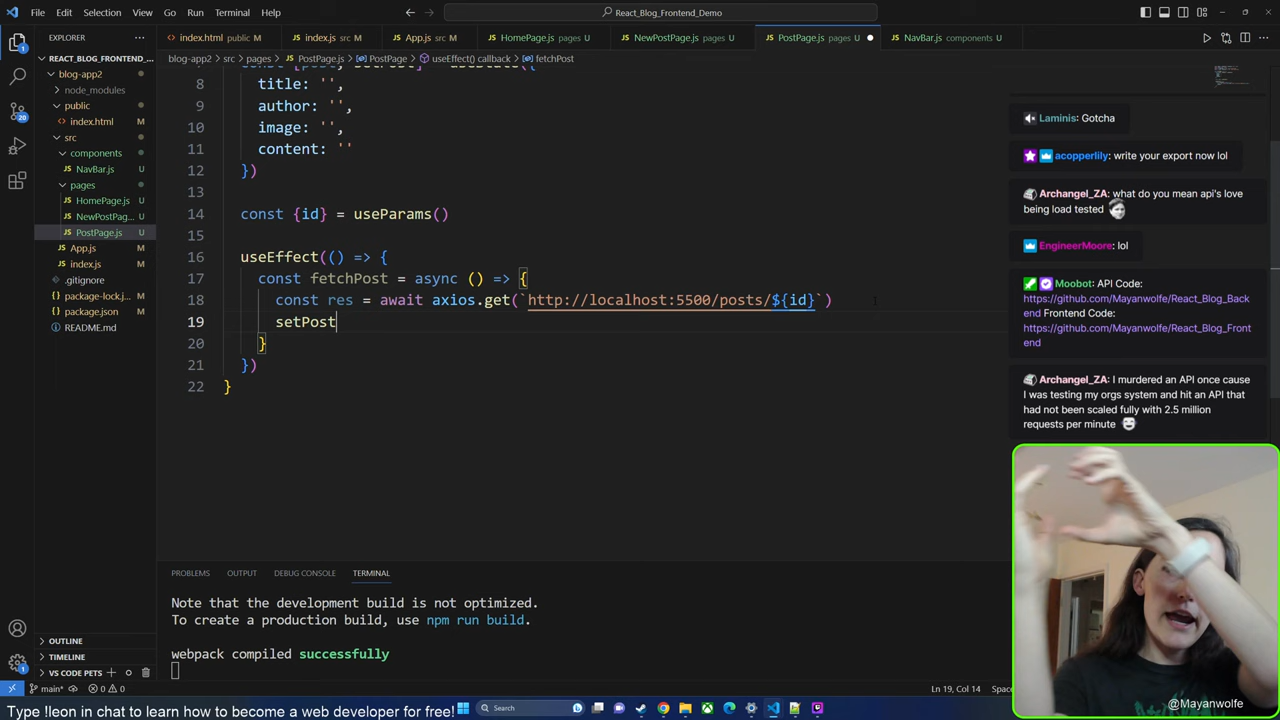 File Edit Selection View Go Run Terminal Help
React_Blog_Frontend_Demo
EXPLORER
index.html public M
index.js src M
App.js src M
HomePage.js pages U
NewPostPage.js pages U
PostPage.js pages U
NavBar.js components U
REACT_BLOG_FRONTEND_...
blog-app2 > src > pages > PostPage.js > PostPage > useEffect() callback > fetchPost
blog-app2
node_modules
public
index.html M
src
components
NavBar.js U
pages
HomePage.js U
NewPostPag... U
PostPage.js U
App.js U
index.js U
.gitignore
package-lock.j... M
package.json M
README.md
8 title: '',
9 author: '',
10 image: '',
11 content: ''
12 })
13
14 const {id} = useParams()
15
16 useEffect(() => {
17 const fetchPost = async () => {
18 const res = await axios.get(`http://localhost:5500/posts/${id}`)
19 setPost
20 }
21 })
22 }
Laminis: Gotcha
acopperlily: write your export now lol
Archangel_ZA: what do you mean api's love
being load tested
EngineerMoore: lol
Moobot: API Code:
https://github.com/Mayanwolfe/React_Blog_Back
end Frontend Code:
https://github.com/Mayanwolfe/React_Blog_Front
end
Archangel_ZA: I murdered an API once cause
I was testing my orgs system and hit an API that
had not been scaled fully with 2.5 million
requests per minute
PROBLEMS OUTPUT DEBUG CONSOLE TERMINAL
Note that the development build is not optimized.
To create a production build, use npm run build.
webpack compiled successfully
OUTLINE
TIMELINE
VS CODE PETS
20
1
main* 0 0
Ln 19, Col 14
Type !leon in chat to learn how to become a web developer for free!
Search
@Mayanwolfe